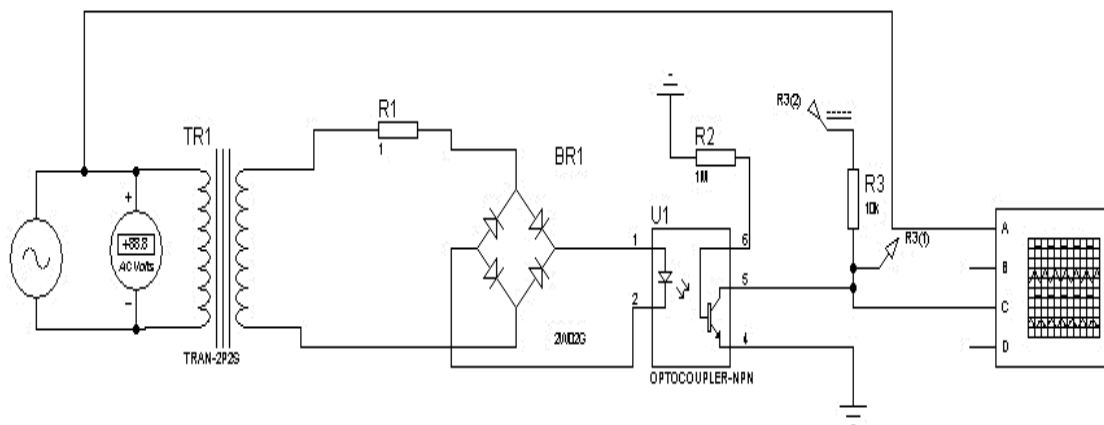 R1
1
TR1
+88.8
AC Volts
+
-
TRAN-2P2S
BR1
2W02G
R2
1M
U1
1
2
6
5
4
OPTOCOUPLER-NPN
R3(2)
R3
10k
R3(1)
A
B
C
D